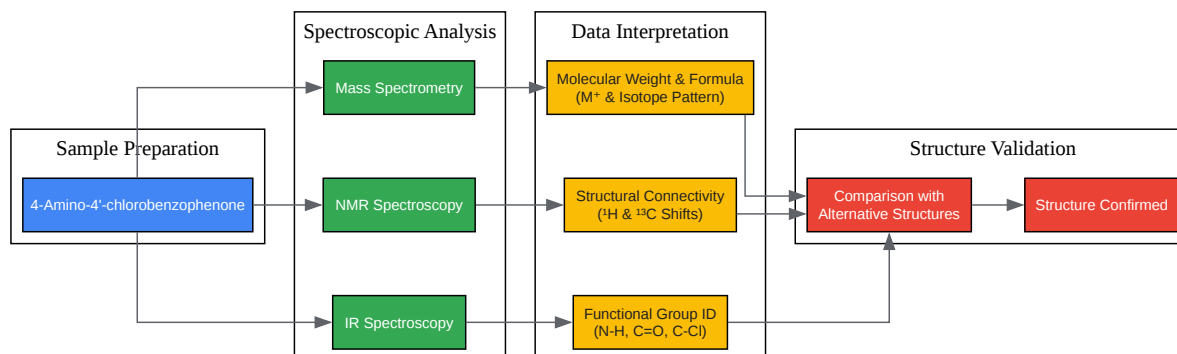 Spectroscopic Analysis
Data Interpretation
Mass Spectrometry
Molecular Weight & Formula
(M⁺ & Isotope Pattern)
Sample Preparation
Structure Validation
4-Amino-4'-chlorobenzophenone
NMR Spectroscopy
Structural Connectivity
(¹H & ¹³C Shifts)
Comparison with
Alternative Structures
Structure Confirmed
IR Spectroscopy
Functional Group ID
(N-H, C=O, C-Cl)